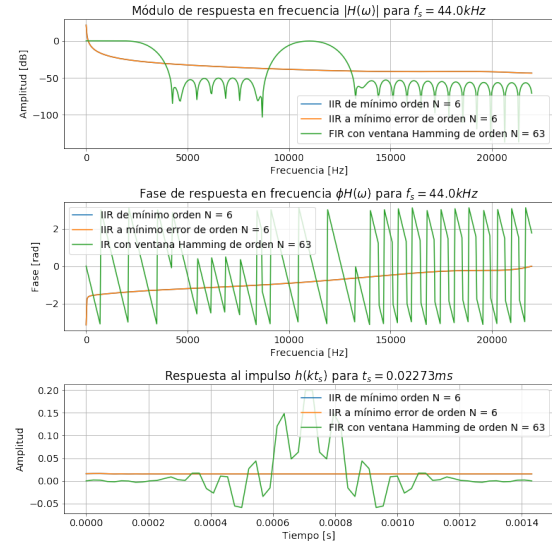 Módulo de respuesta en frecuencia |H(ω)| para f_s = 44.0kHz
0
−50
−100
Amplitud [dB]
IIR de mínimo orden N = 6
IIR a mínimo error de orden N = 6
FIR con ventana Hamming de orden N = 63
0 5000 10000 15000 20000
Frecuencia [Hz]
Fase de respuesta en frecuencia ϕH(ω) para f_s = 44.0kHz
2
0
−2
Fase [rad]
IIR de mínimo orden N = 6
IIR a mínimo error de orden N = 6
IR con ventana Hamming de orden N = 63
0 5000 10000 15000 20000
Frecuencia [Hz]
Respuesta al impulso h(kt_s) para t_s = 0.02273ms
0.20
0.15
0.10
0.05
0.00
−0.05
Amplitud
IIR de mínimo orden N = 6
IIR a mínimo error de orden N = 6
FIR con ventana Hamming de orden N = 63
0.0000 0.0002 0.0004 0.0006 0.0008 0.0010 0.0012 0.0014
Tiempo [s]